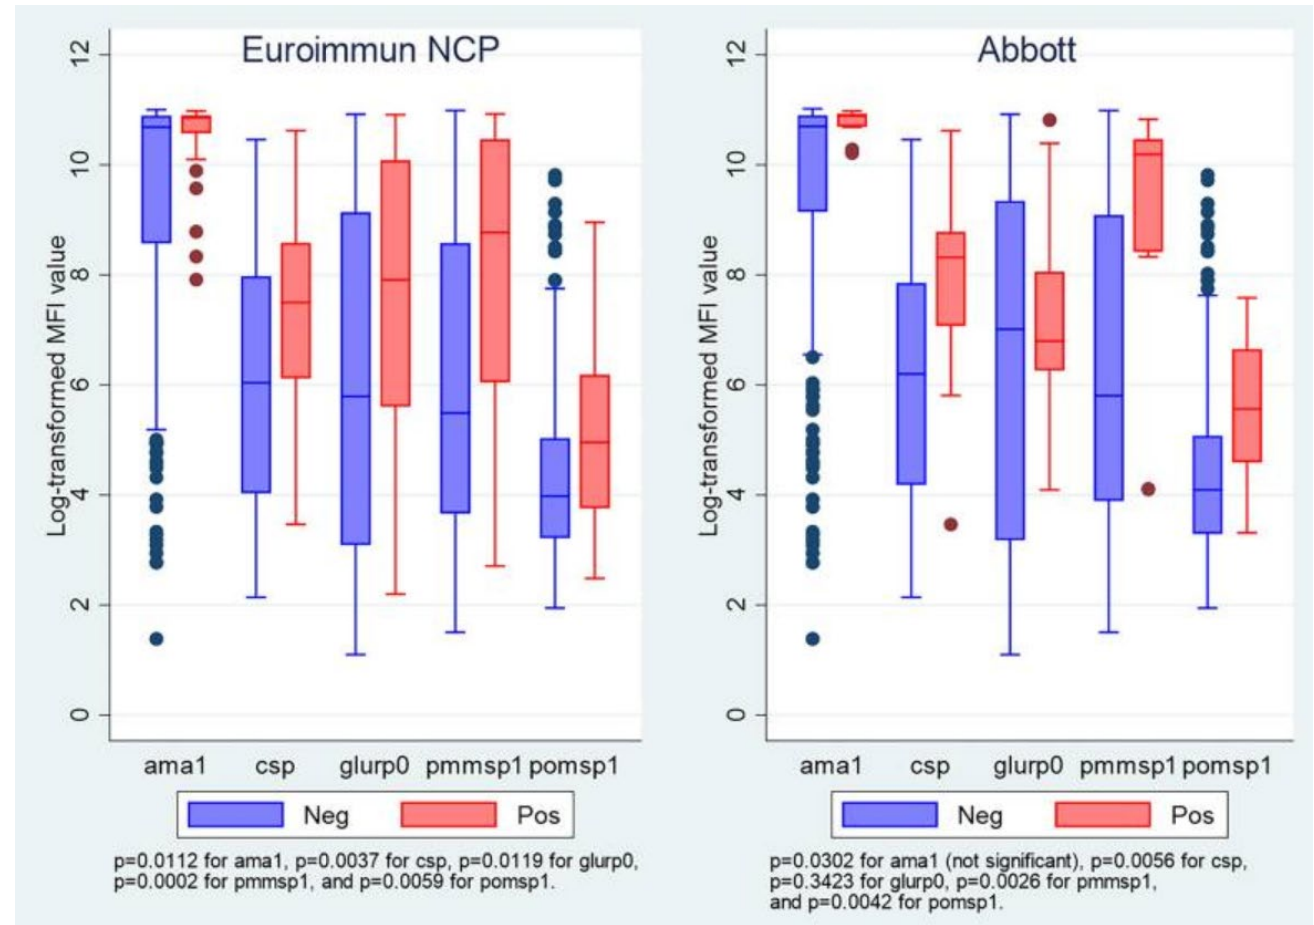 Euroimmun NCP
Log-transformed MFI value
12
10
8
6
4
2
0
ama1 csp glurp0 pmmsp1 pomsp1
Neg Pos
p=0.0112 for ama1, p=0.0037 for csp, p=0.0119 for glurp0,
p=0.0002 for pmmsp1, and p=0.0059 for pomsp1.
Abbott
Log-transformed MFI value
12
10
8
6
4
2
0
ama1 csp glurp0 pmmsp1 pomsp1
Neg Pos
p=0.0302 for ama1 (not significant), p=0.0056 for csp,
p=0.3423 for glurp0, p=0.0026 for pmmsp1,
and p=0.0042 for pomsp1.